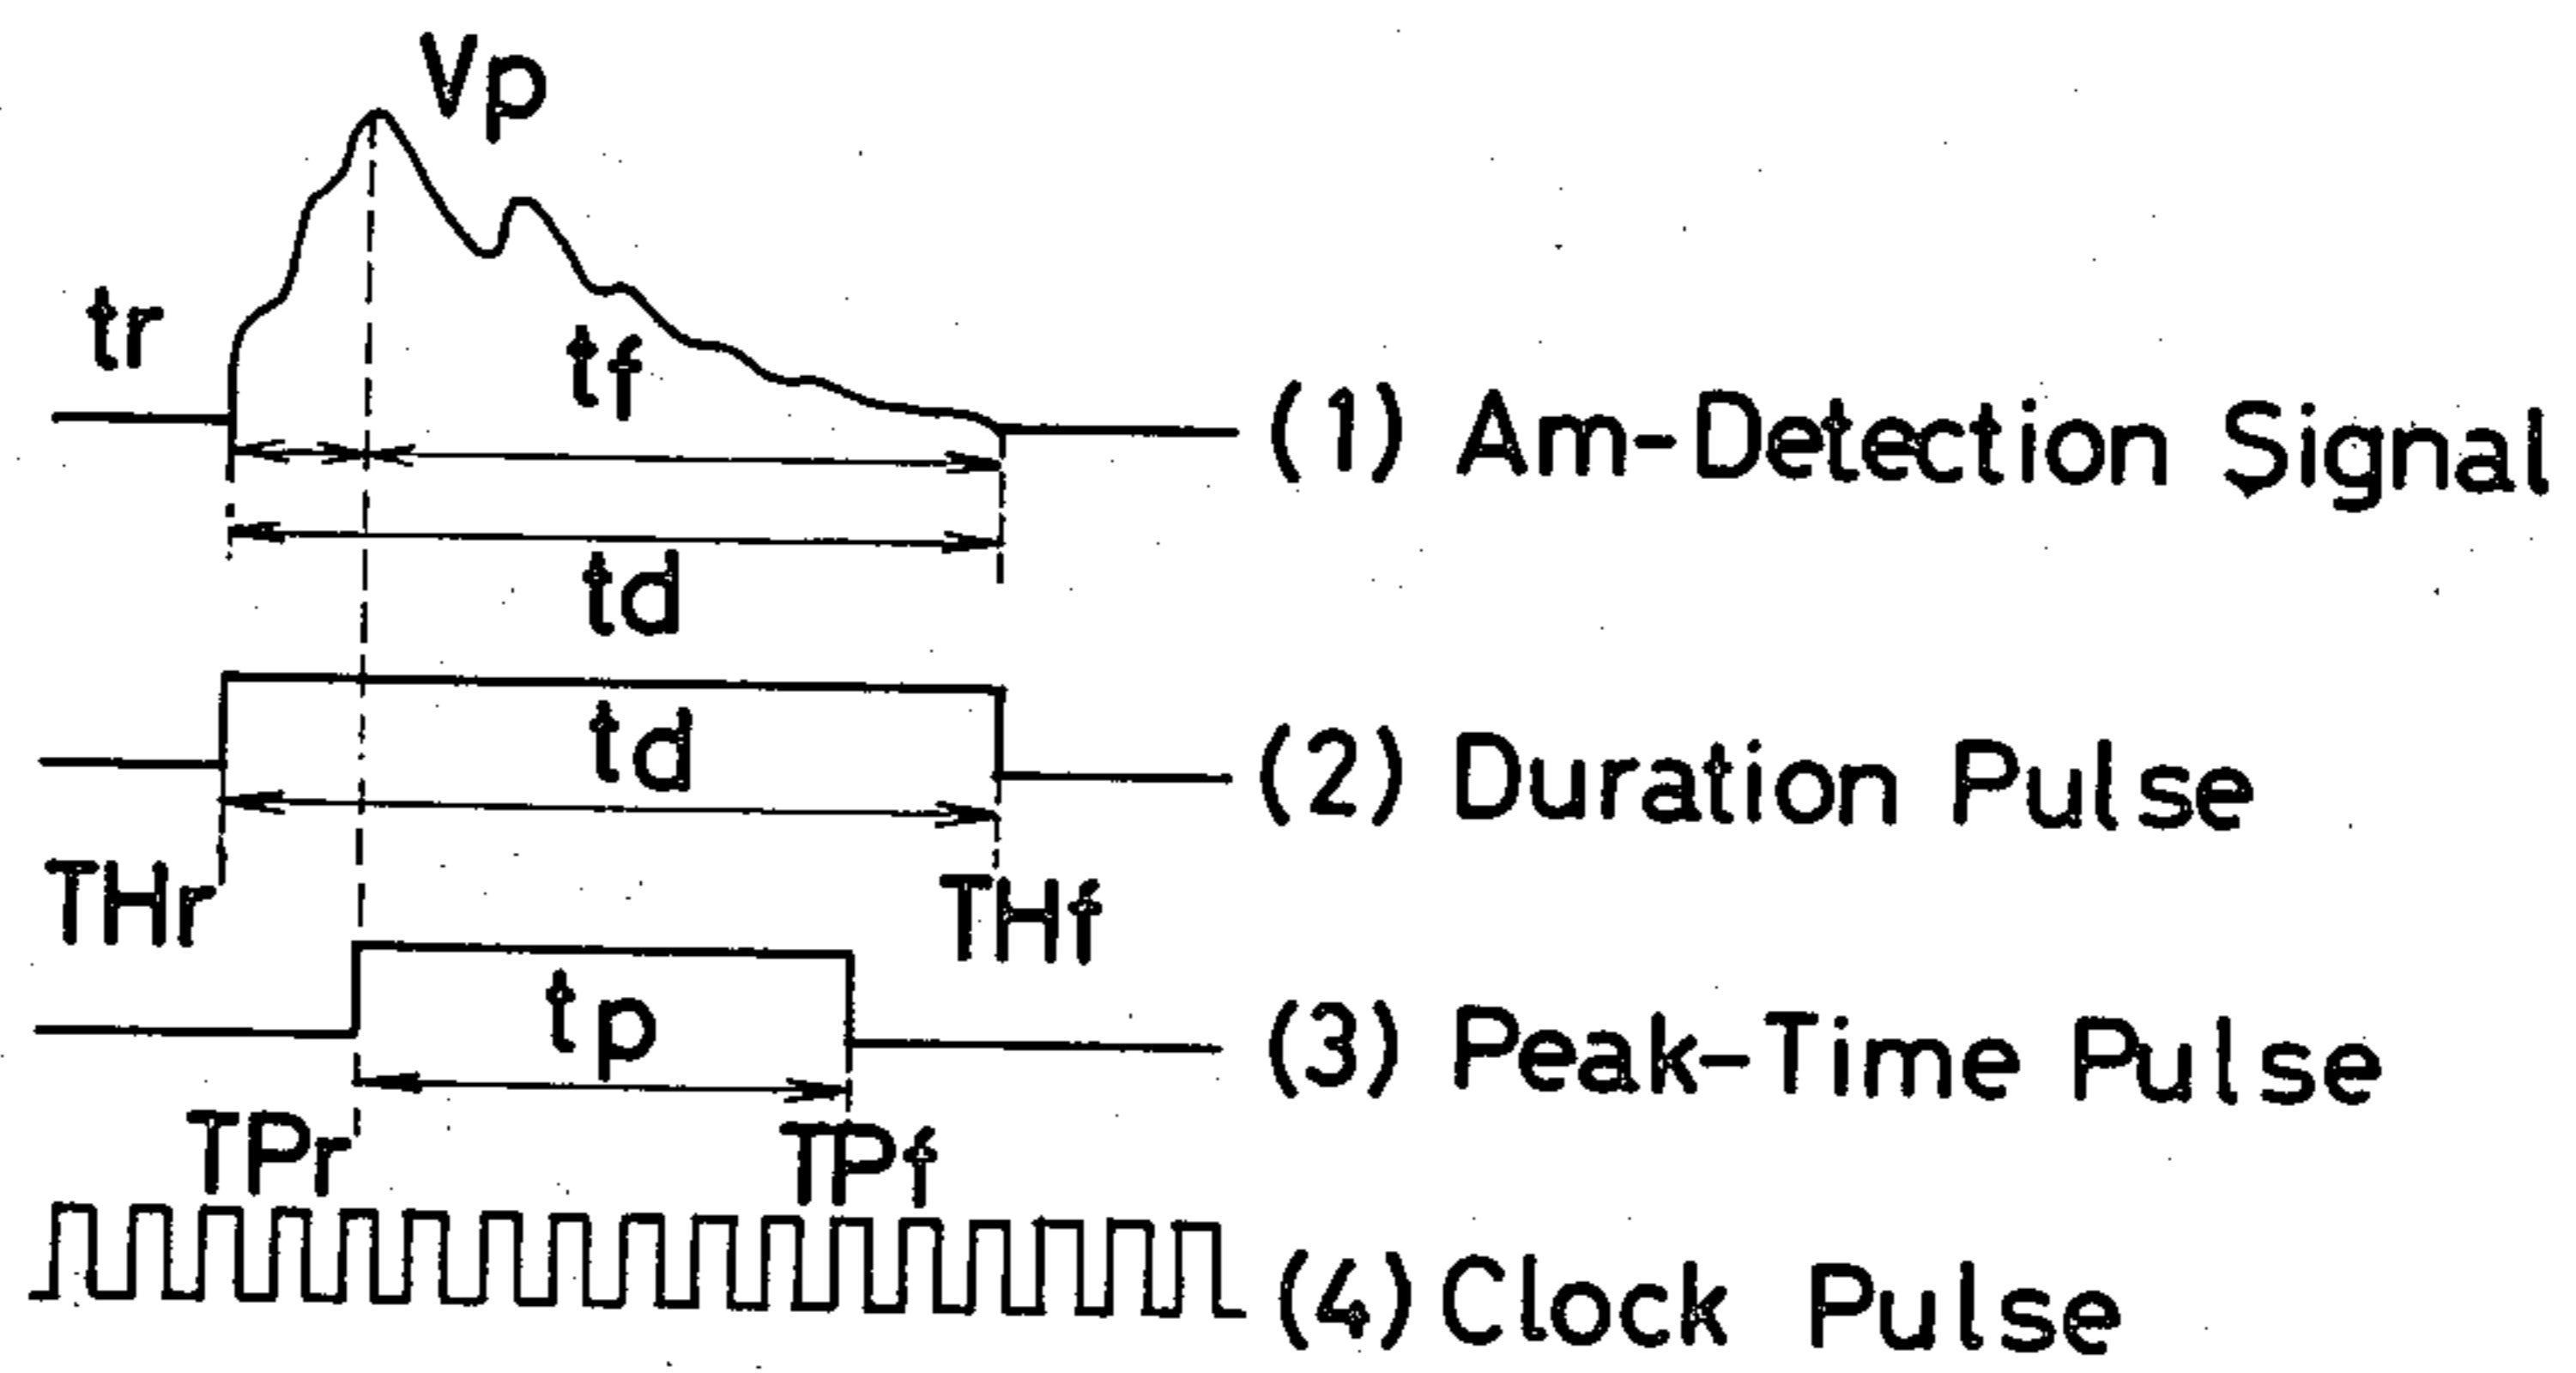 Vp
tr
tf
(1) Am-Detection Signal
td
td
(2) Duration Pulse
THr
THf
tp
(3) Peak-Time Pulse
TPr
TPf
(4) Clock Pulse